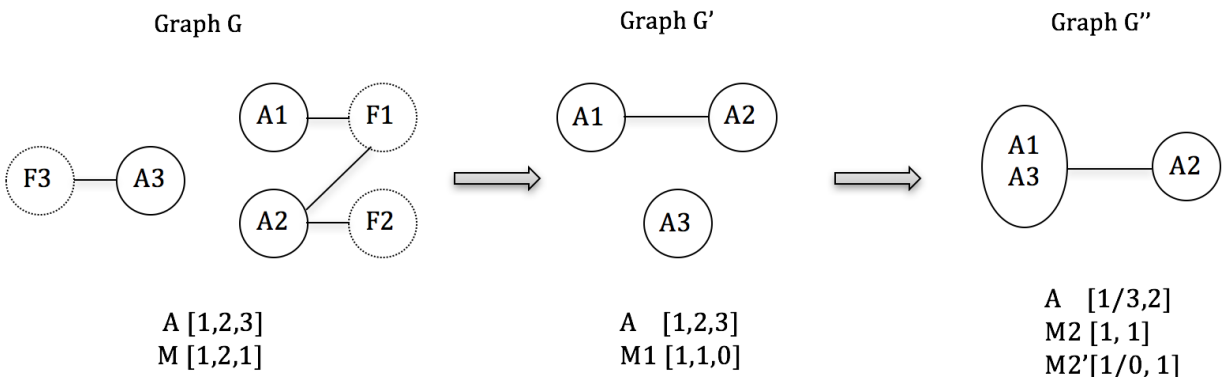 Graph G
F3
A3
A1
F1
A2
F2
A [1,2,3]
M [1,2,1]
Graph G’
A1
A2
A3
A [1,2,3]
M1 [1,1,0]
Graph G’’
A1
A3
A2
A [1/3,2]
M2 [1, 1]
M2’[1/0, 1]